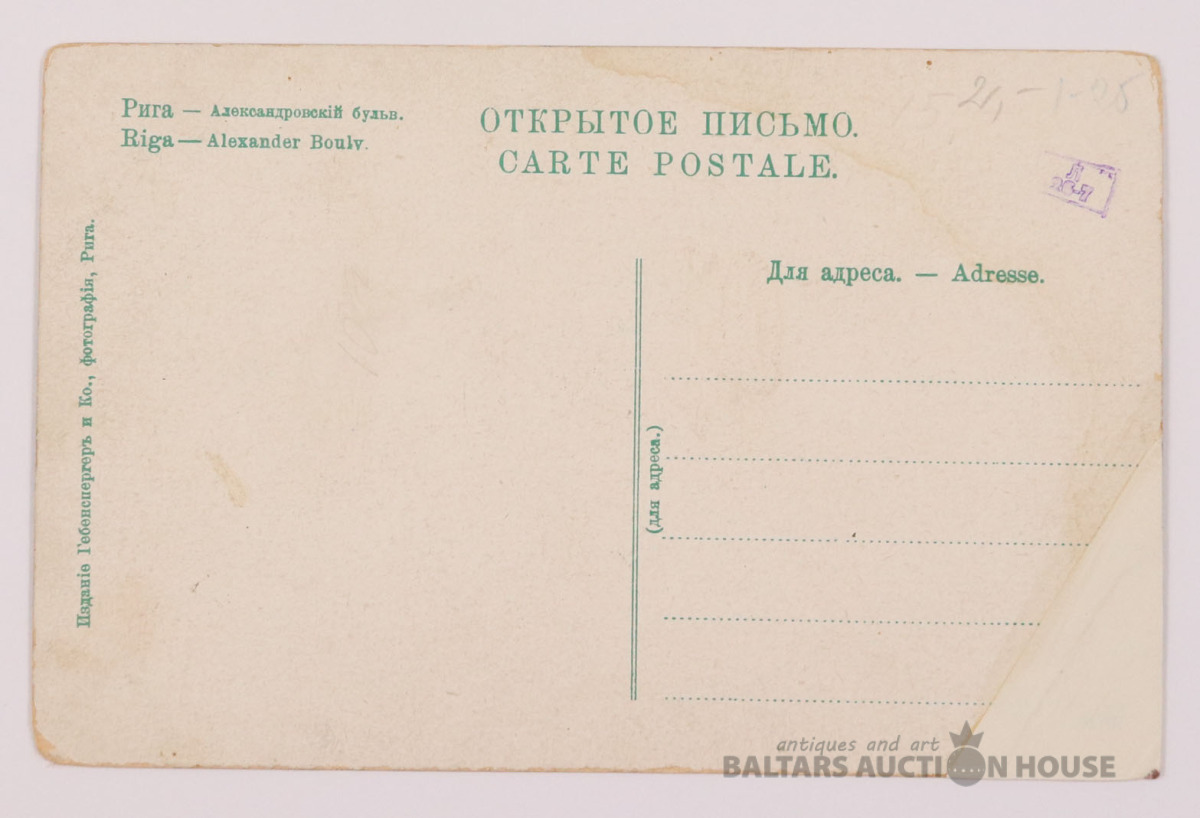 Рига — Александровскій бульв.
Riga — Alexander Boulv.
ОТКРЫТОЕ ПИСЬМО.
CARTE POSTALE.
Для адреса. — Adresse.
(для адреса.)
Изданіе Гебенспергеръ и Ко., фотографія, Рига.
antiques and art
BALTARS AUCTION HOUSE